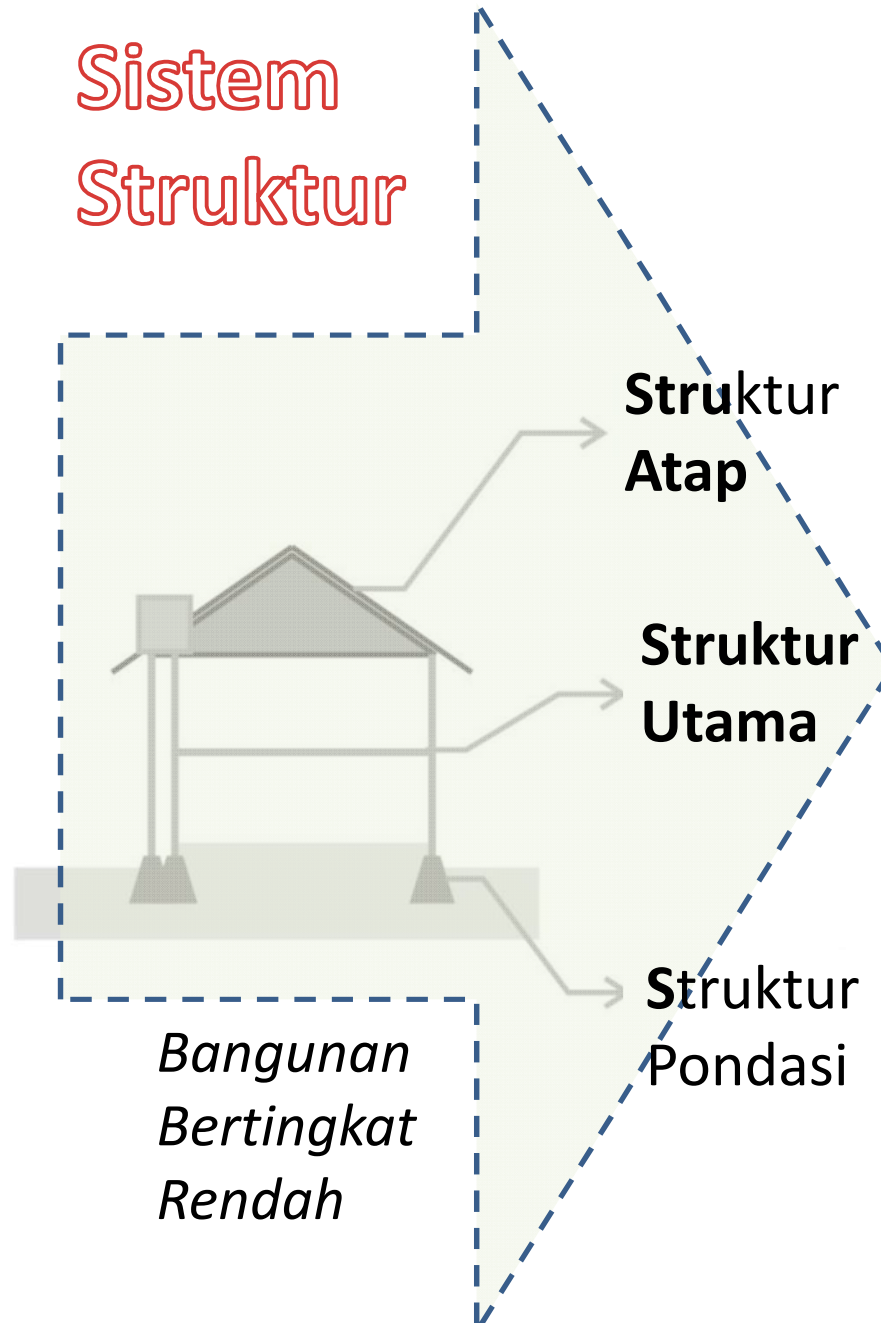 Sistem
Struktur
Struktur
Atap
Struktur
Utama
Struktur
Pondasi
Bangunan
Bertingkat
Rendah